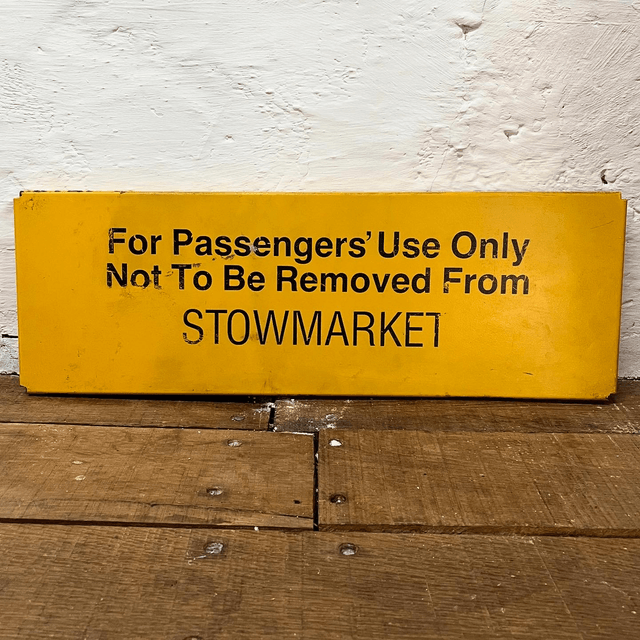 For Passengers' Use Only
Not To Be Removed From
STOWMARKET